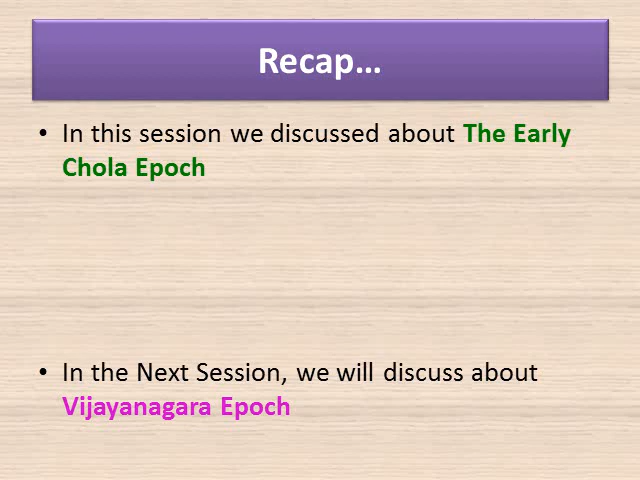 Recap…
• In this session we discussed about The Early
Chola Epoch
• In the Next Session, we will discuss about
Vijayanagara Epoch